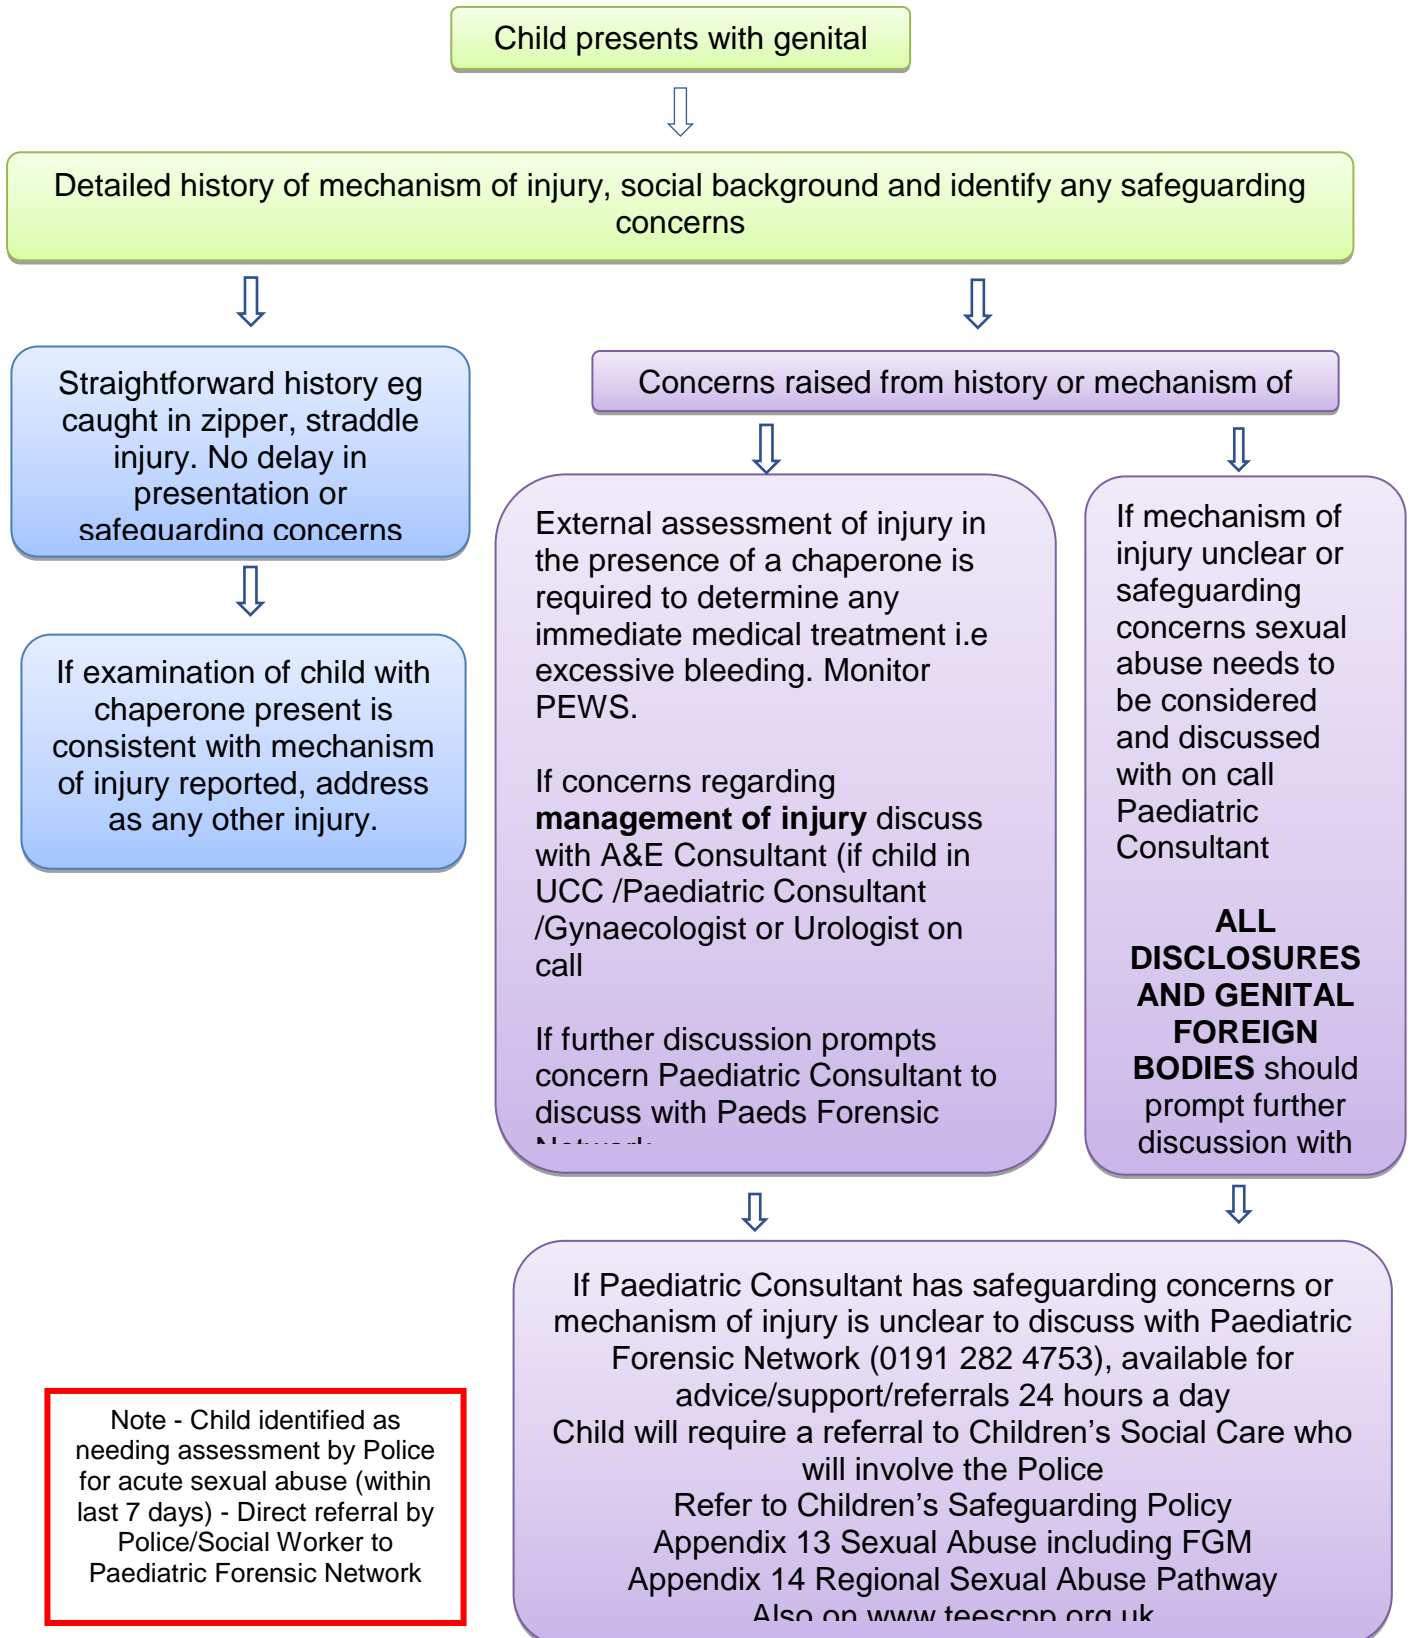 Child presents with genital
Detailed history of mechanism of injury, social background and identify any safeguarding
concerns
Straightforward history eg
caught in zipper, straddle
injury. No delay in
presentation or
safeguarding concerns
If examination of child with
chaperone present is
consistent with mechanism
of injury reported, address
as any other injury.
Concerns raised from history or mechanism of
External assessment of injury in
the presence of a chaperone is
required to determine any
immediate medical treatment i.e
excessive bleeding. Monitor
PEWS.
If concerns regarding
management of injury discuss
with A&E Consultant (if child in
UCC /Paediatric Consultant
/Gynaecologist or Urologist on
call
If further discussion prompts
concern Paediatric Consultant to
discuss with Paeds Forensic
Network
If mechanism of
injury unclear or
safeguarding
concerns sexual
abuse needs to
be considered
and discussed
with on call
Paediatric
Consultant
ALL
DISCLOSURES
AND GENITAL
FOREIGN
BODIES should
prompt further
discussion with
If Paediatric Consultant has safeguarding concerns or
mechanism of injury is unclear to discuss with Paediatric
Forensic Network (0191 282 4753), available for
advice/support/referrals 24 hours a day
Child will require a referral to Children's Social Care who
will involve the Police
Refer to Children's Safeguarding Policy
Appendix 13 Sexual Abuse including FGM
Appendix 14 Regional Sexual Abuse Pathway
Also on www.teescpp.org.uk
Note - Child identified as
needing assessment by Police
for acute sexual abuse (within
last 7 days) - Direct referral by
Police/Social Worker to
Paediatric Forensic Network